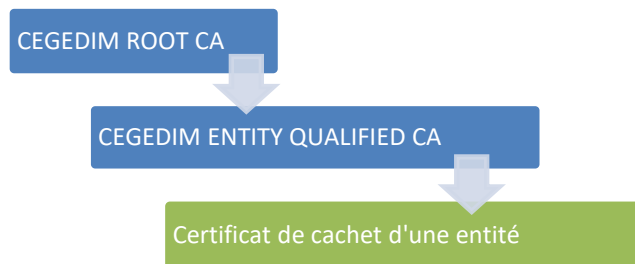 CEGEDIM ROOT CA
CEGEDIM ENTITY QUALIFIED CA
Certificat de cachet d'une entité